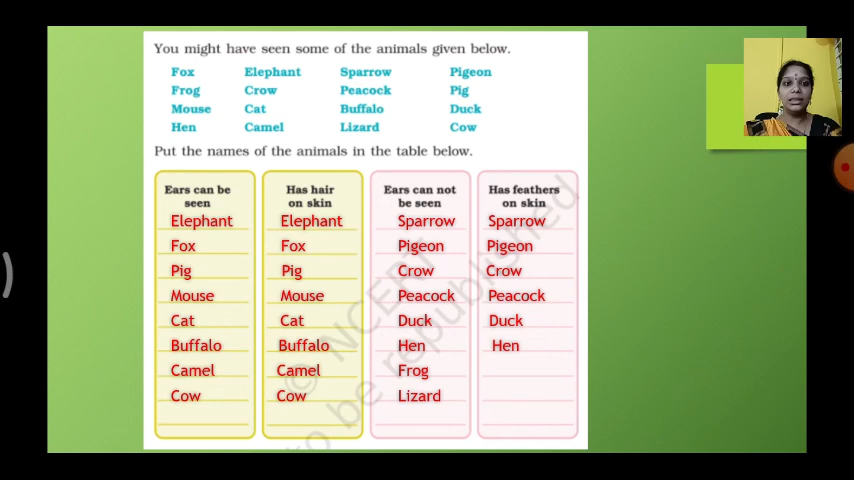 You might have seen some of the animals given below.
Fox Elephant Sparrow Pigeon
Frog Crow Peacock Pig
Mouse Cat Buffalo Duck
Hen Camel Lizard Cow
Put the names of the animals in the table below.
Ears can be seen
Elephant
Fox
Pig
Mouse
Cat
Buffalo
Camel
Cow
Has hair on skin
Elephant
Fox
Pig
Mouse
Cat
Buffalo
Camel
Cow
Ears can not be seen
Sparrow
Pigeon
Crow
Peacock
Duck
Hen
Frog
Lizard
Has feathers on skin
Sparrow
Pigeon
Crow
Peacock
Duck
Hen
© NCERT
to be republished